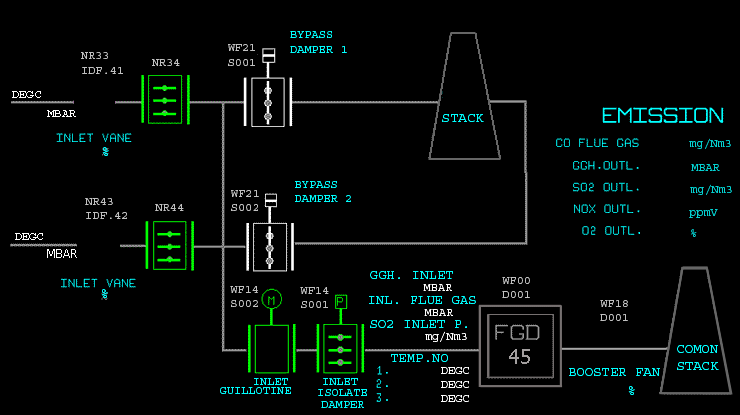 NR33
IDF.41
NR34
DEGC
MBAR
INLET VANE
%
WF21
S001
BYPASS
DAMPER 1
STACK
EMISSION
CO FLUE GAS mg/Nm3
GGH.OUTL. MBAR
SO2 OUTL. mg/Nm3
NOX OUTL. ppmV
O2 OUTL. %
NR43
IDF.42
NR44
DEGC
MBAR
INLET VANE
%
WF21
S002
BYPASS
DAMPER 2
WF14
S002
M
INLET
GUILLOTINE
WF14
S001
P
INLET
ISOLATE
DAMPER
GGH. INLET
MBAR
INL. FLUE GAS
MBAR
SO2 INLET P.
mg/Nm3
TEMP.NO
1. DEGC
2. DEGC
3. DEGC
WF00
D001
FGD
45
WF18
D001
BOOSTER FAN
%
COMON
STACK